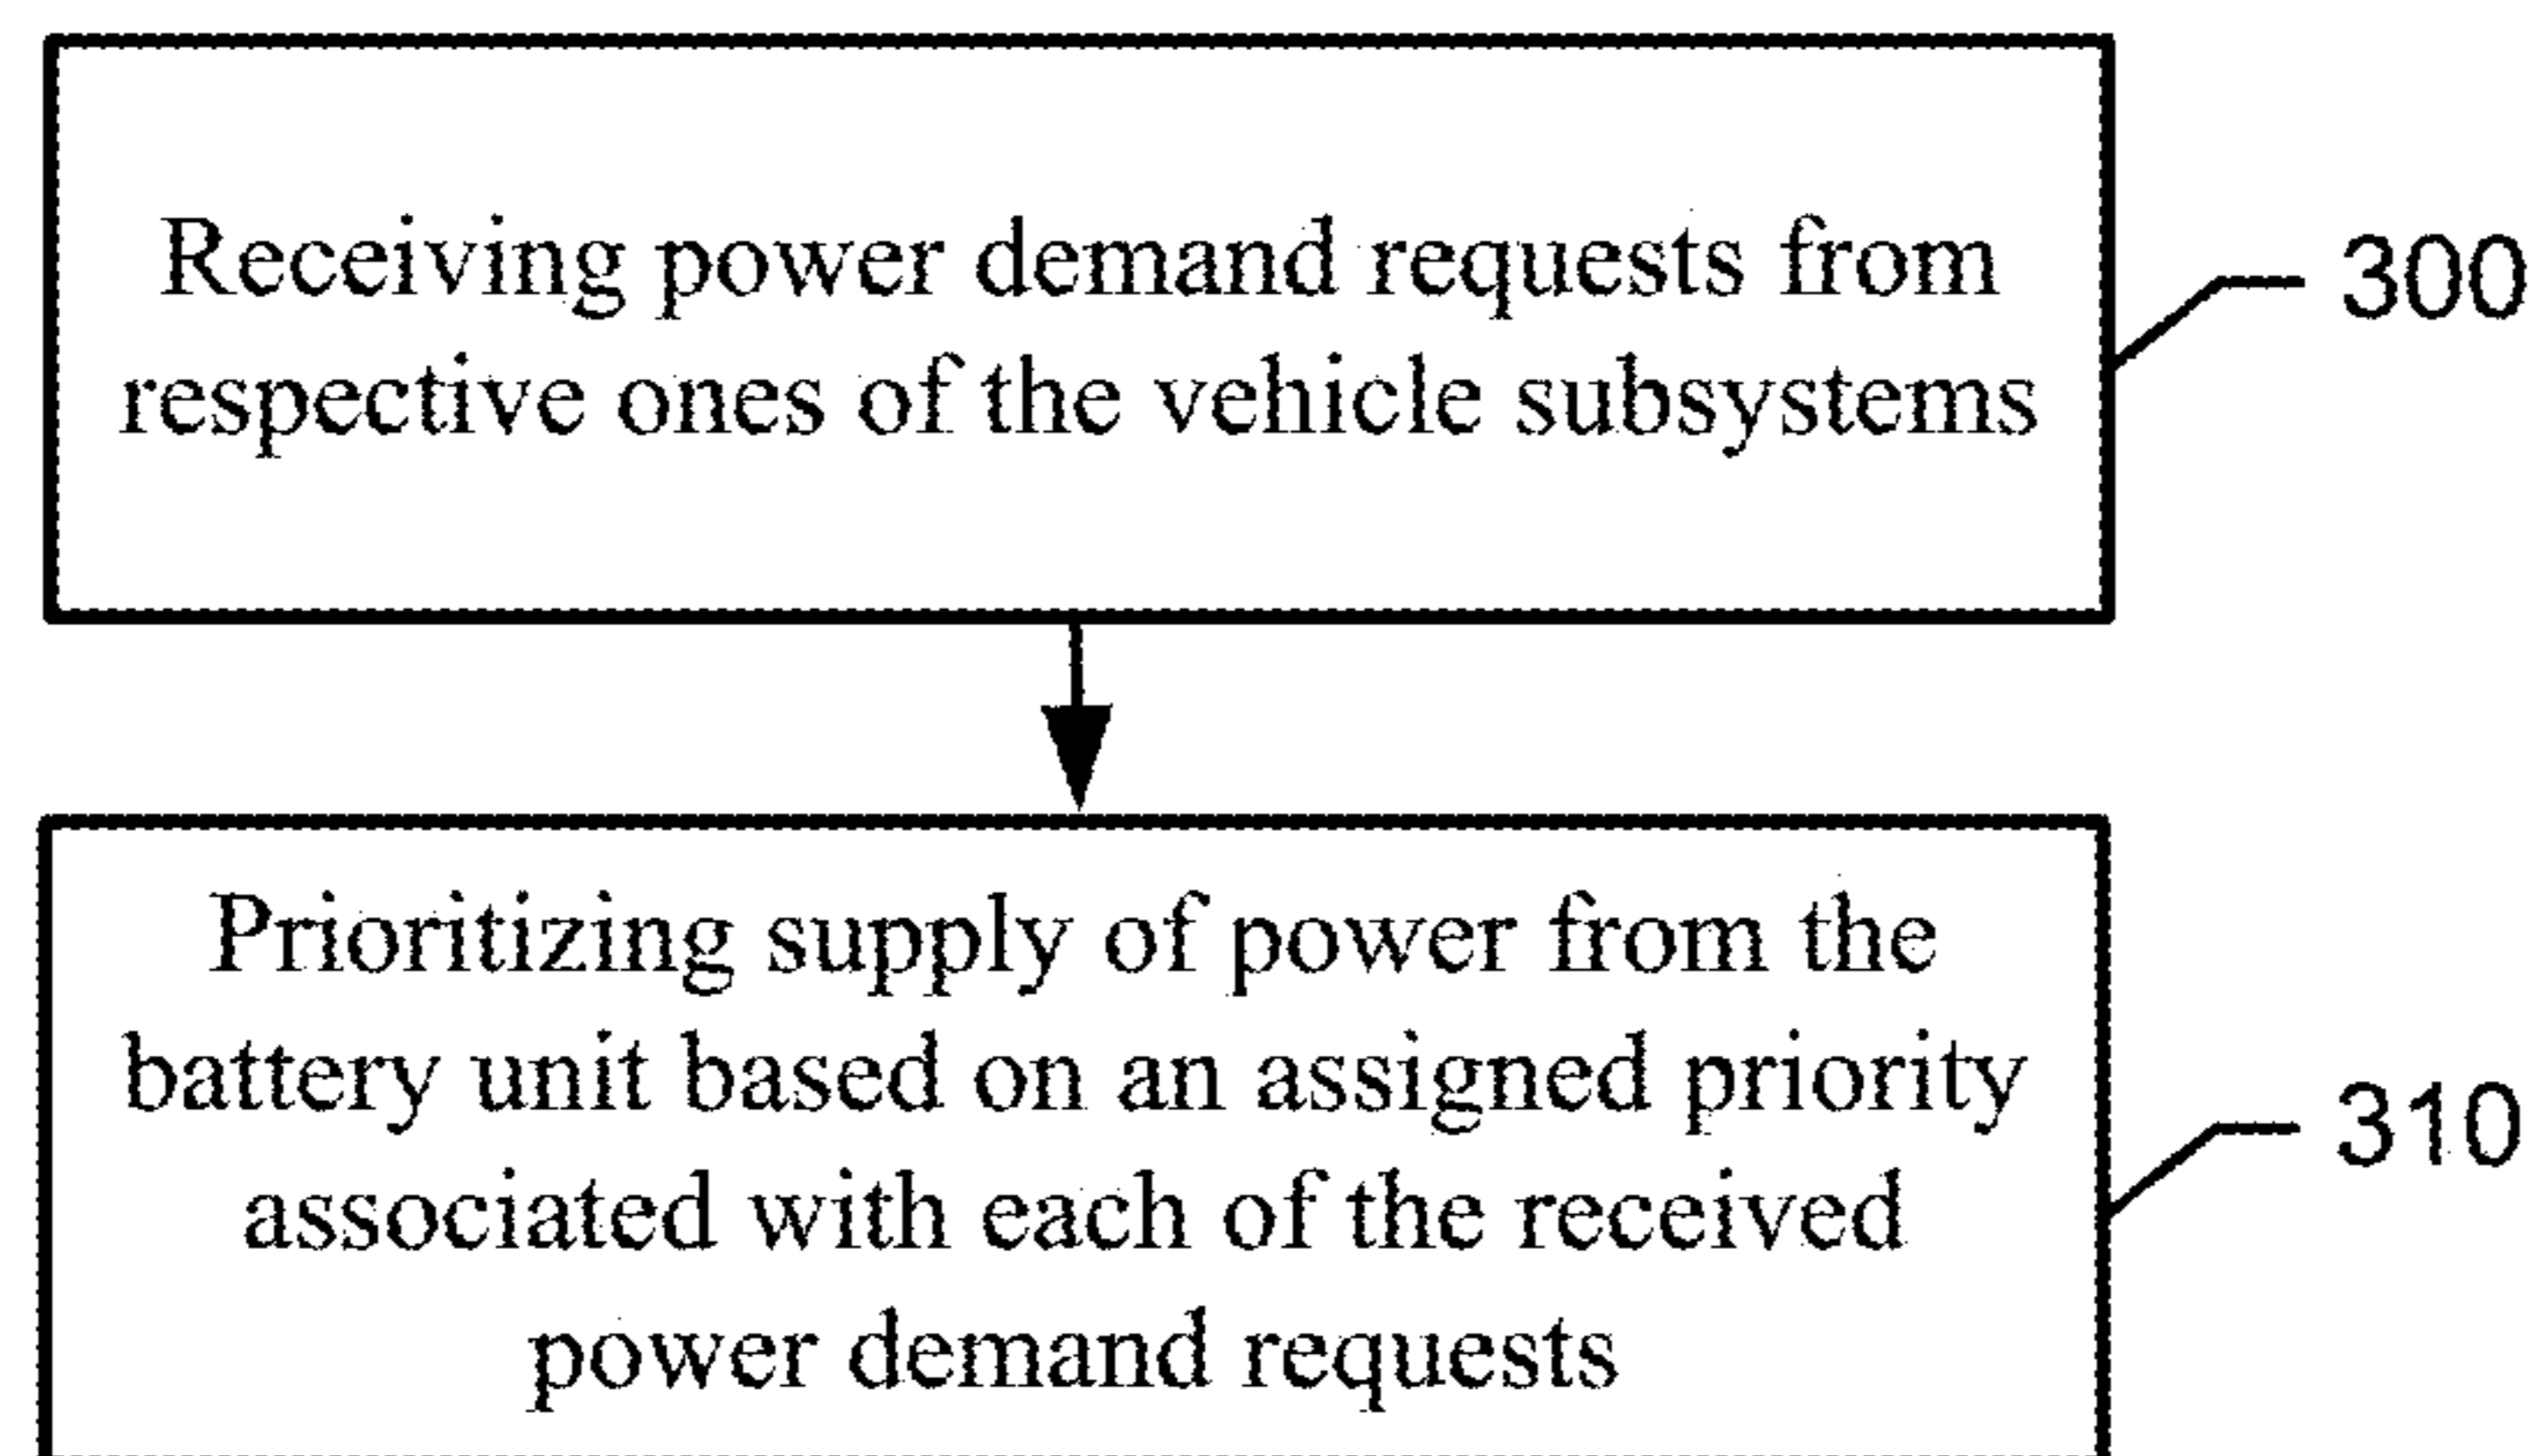 Receiving power demand requests from
respective ones of the vehicle subsystems
300
Prioritizing supply of power from the
battery unit based on an assigned priority
associated with each of the received
power demand requests
310